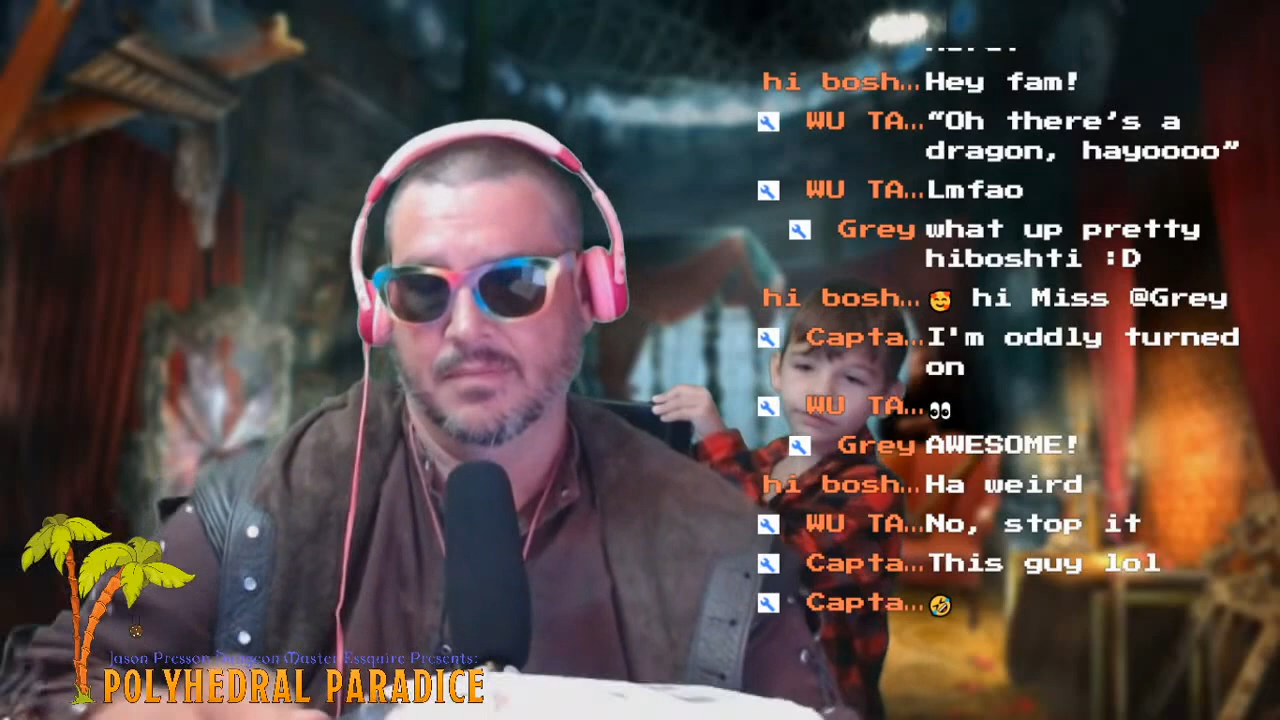 hi bosh... Hey fam!
WU TA... “Oh there's a
dragon, hayoooo”
WU TA... Lmfao
Grey what up pretty
hiboshti :D
hi bosh... 🥰 hi Miss @Grey
Capta... I'm oddly turned
on
WU TA... 👀
Grey AWESOME!
hi bosh... Ha weird
WU TA... No, stop it
Capta... This guy lol
Capta... 🤣
Jason Presson Dungeon Master Essquire Presents:
POLYHEDRAL PARADICE